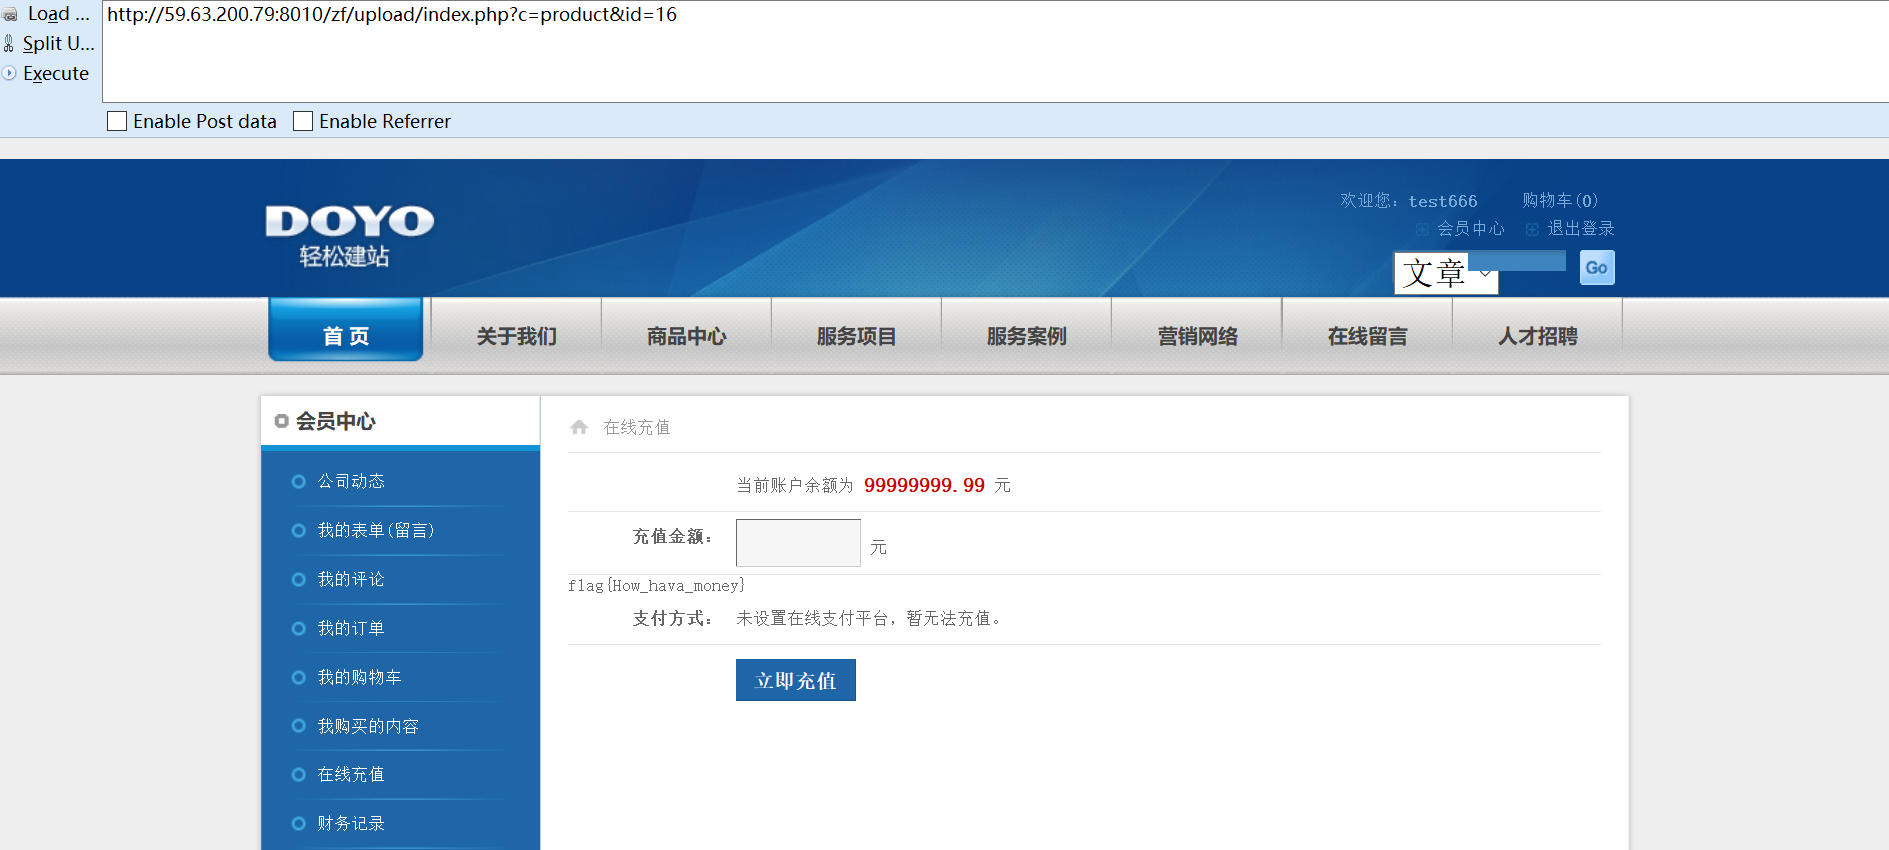 Load ...
http://59.63.200.79:8010/zf/upload/index.php?c=product&id=16
Split U...
Execute
Enable Post data Enable Referrer
DOYO
轻松建站
欢迎您：test666 购物车(0)
会员中心 退出登录
文章 Go
首 页 关于我们 商品中心 服务项目 服务案例 营销网络 在线留言 人才招聘
会员中心
公司动态
我的表单(留言)
我的评论
我的订单
我的购物车
我购买的内容
在线充值
财务记录
在线充值
当前账户余额为 99999999.99 元
充值金额： 元
flag{How_hava_money}
支付方式： 未设置在线支付平台，暂无法充值。
立即充值